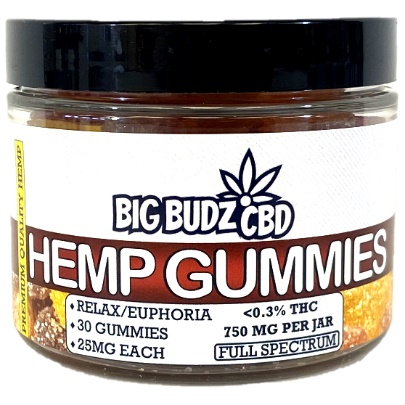 PREMIUM QUALITY HEMP
BIG BUDZ CBD
HEMP GUMMIES
• RELAX/EUPHORIA
• 30 GUMMIES
• 25MG EACH
<0.3% THC
750 MG PER JAR
FULL SPECTRUM